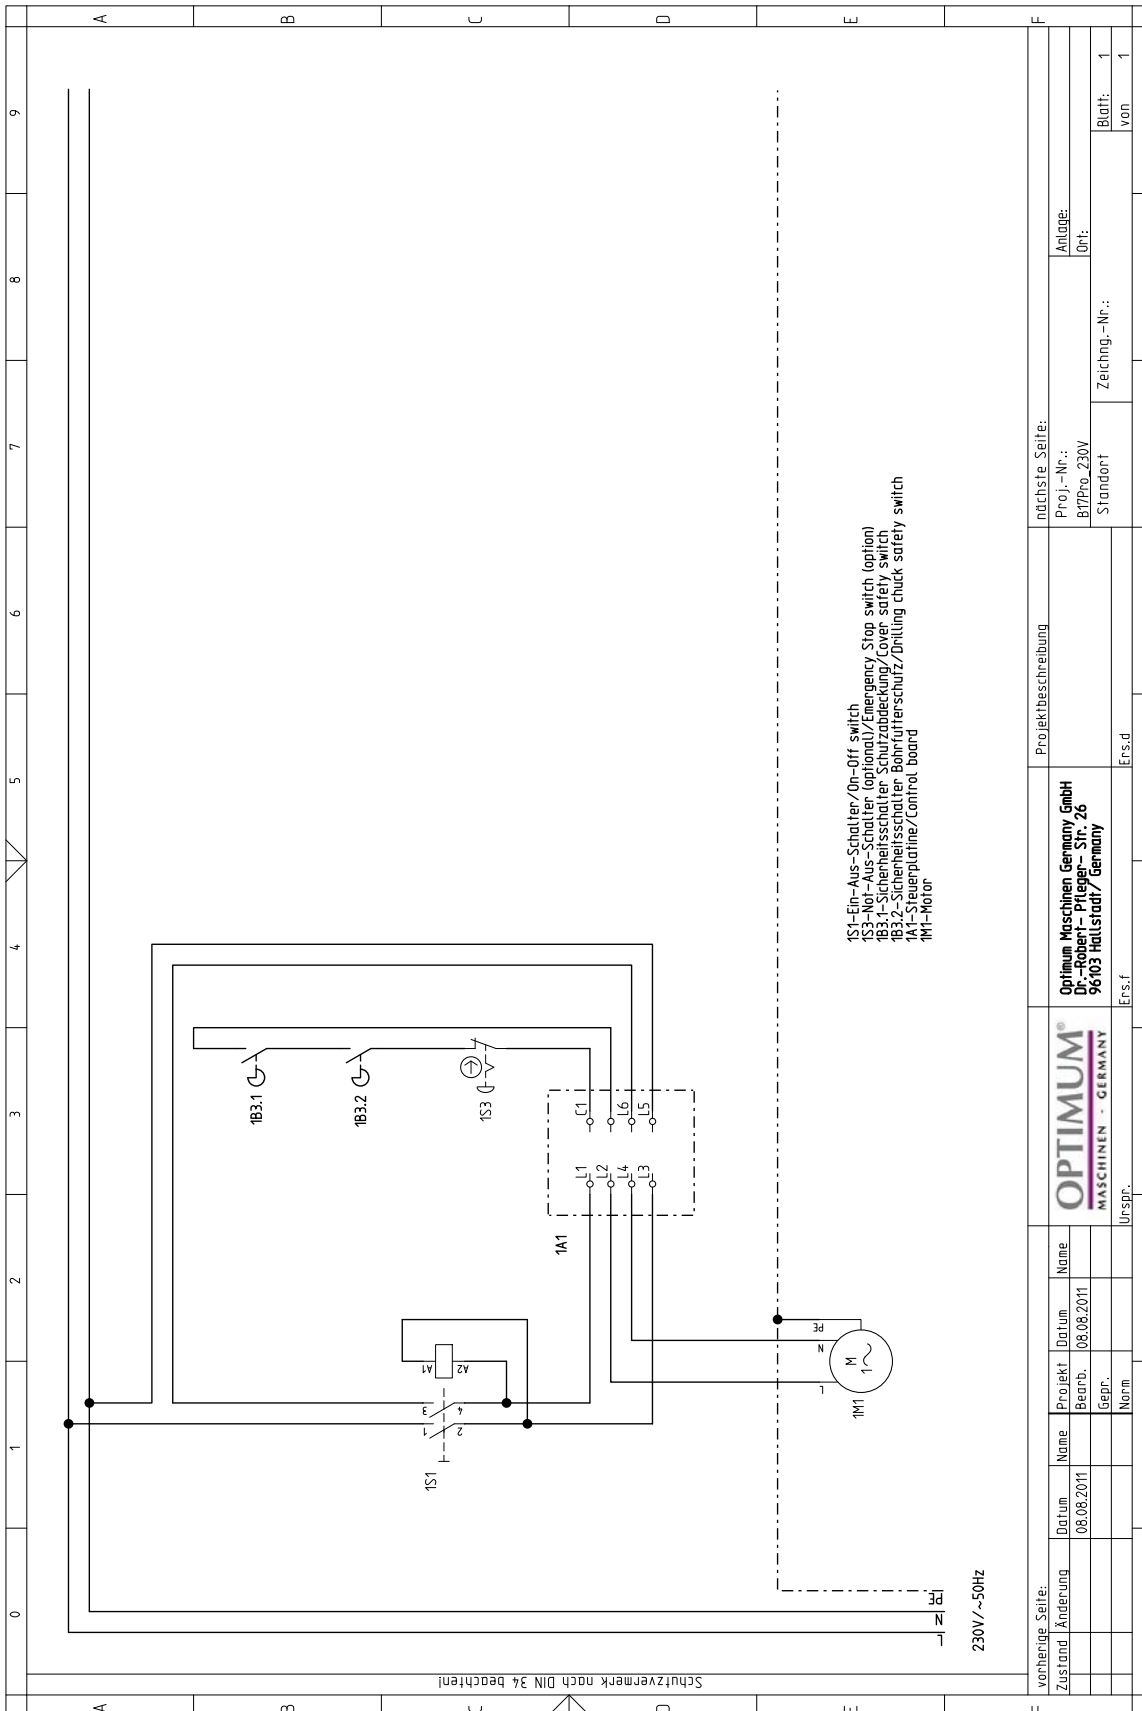 0 1 2 3 4 5 6 7 8 9
A
B
C
D
E
F
A
B
C
D
E
F
Schutzvermerk nach DIN 34 beachten!
1B3.1
1B3.2
1S3
1S1
1 3
2 4
A1
A2
1A1
L1 C1
L2
L4 L6
L3 L5
L
N
PE
M
1~
1M1
L
N
PE
230V/~50Hz
1S1-Ein-Aus-Schalter/On-Off switch
1S3-Not-Aus-Schalter (optional)/Emergency Stop switch (option)
1B3.1-Sicherheitsschalter Schutzabdeckung/Cover safety switch
1B3.2-Sicherheitsschalter Bohrfutterschutz/Drilling chuck safety switch
1A1-Steuerplatine/Control board
1M1-Motor
vorherige Seite:
Zustand Änderung Datum Name
08.08.2011
Projekt Datum Name
Bearb. 08.08.2011
Gepr.
Norm
OPTIMUM®
MASCHINEN - GERMANY
Urspr.
Optimum Maschinen Germany GmbH
Dr.-Robert- Pfleger- Str. 26
96103 Hallstadt/ Germany
Ers.f
Ers.d
Projektbeschreibung
nächste Seite:
Proj.-Nr.:
B17Pro_230V
Standort
Zeichng.-Nr.:
Anlage:
Ort:
Blatt: 1
von 1